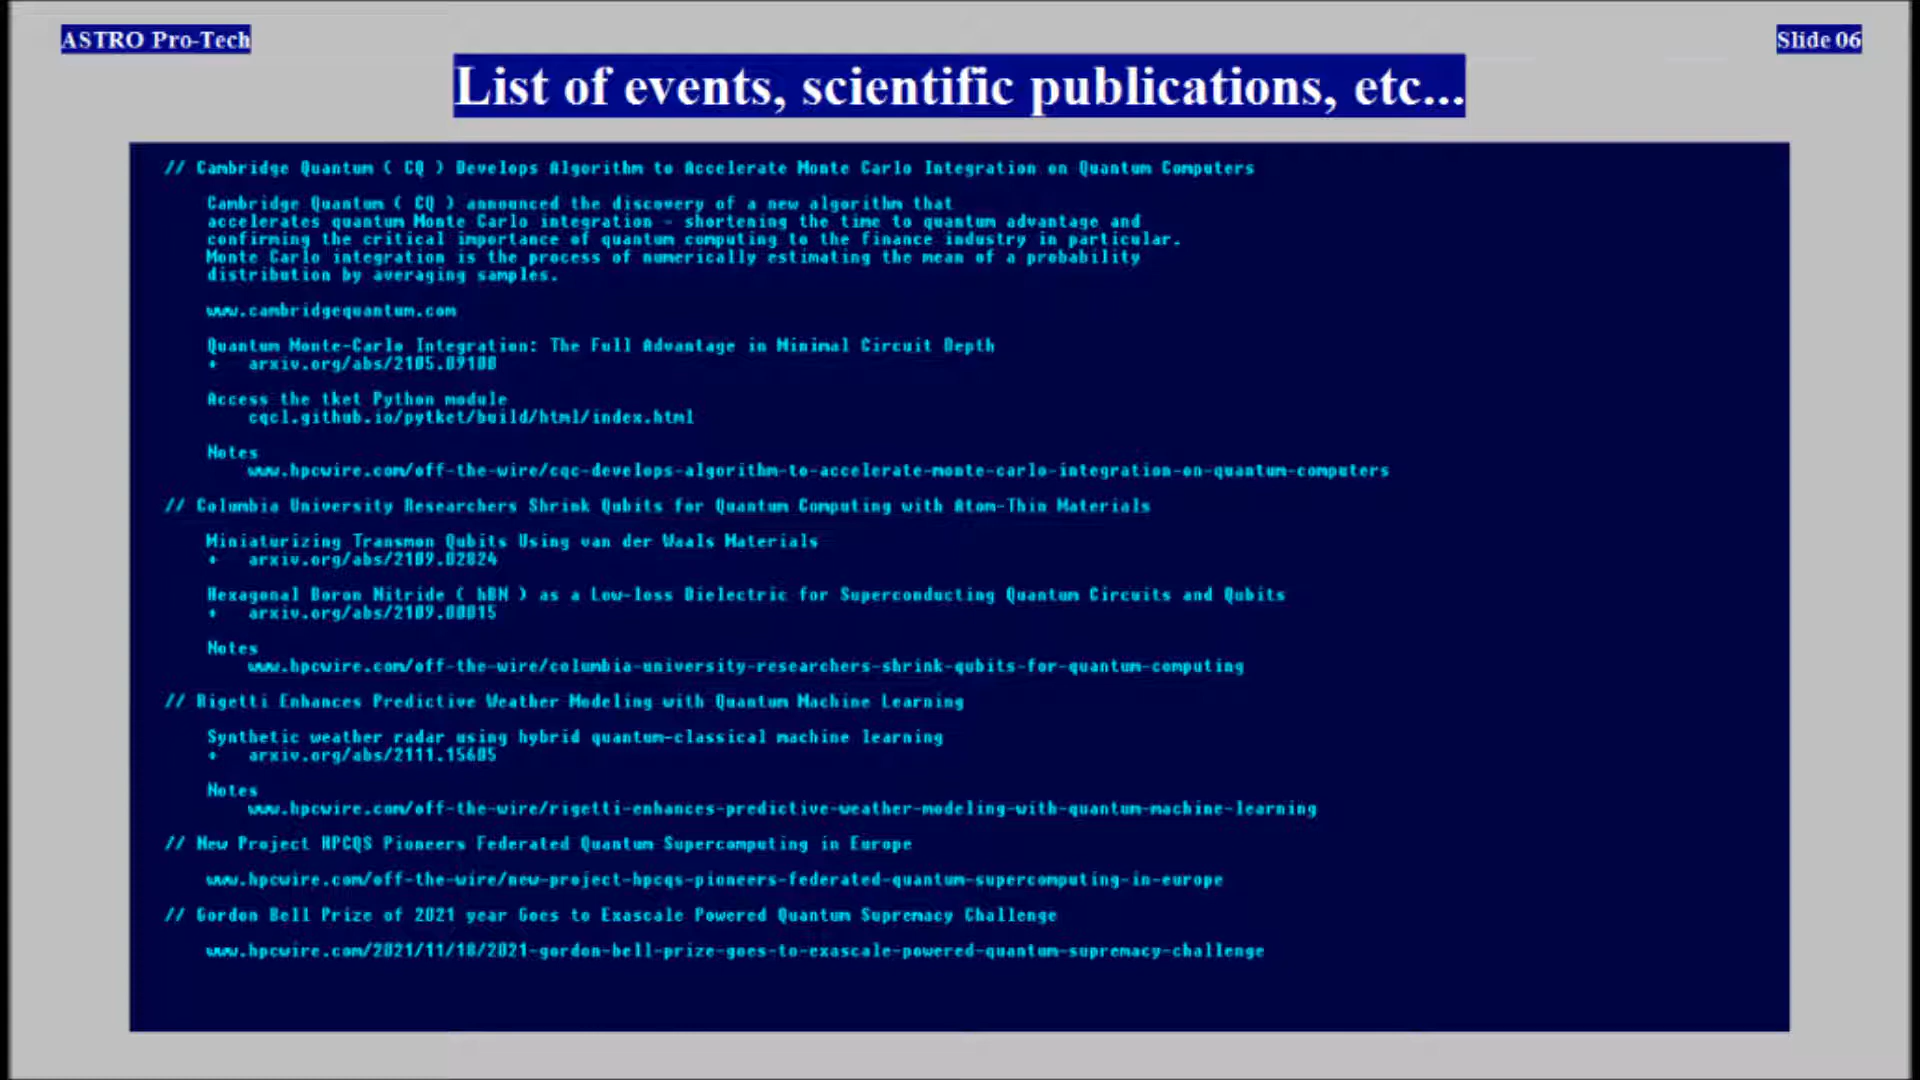 ASTRO Pro-Tech
Slide 06
List of events, scientific publications, etc...
// Cambridge Quantum ( CQ ) Develops Algorithm to Accelerate Monte Carlo Integration on Quantum Computers
Cambridge Quantum ( CQ ) announced the discovery of a new algorithm that
accelerates quantum Monte Carlo integration - shortening the time to quantum advantage and
confirming the critical importance of quantum computing to the finance industry in particular.
Monte Carlo integration is the process of numerically estimating the mean of a probability
distribution by averaging samples.
www.cambridgequantum.com
Quantum Monte-Carlo Integration: The Full Advantage in Minimal Circuit Depth
* arxiv.org/abs/2105.09100
Access the tket Python module
cqcl.github.io/pytket/build/html/index.html
Notes
www.hpcwire.com/off-the-wire/cqc-develops-algorithm-to-accelerate-monte-carlo-integration-on-quantum-computers
// Columbia University Researchers Shrink Qubits for Quantum Computing with Atom-Thin Materials
Miniaturizing Transmon Qubits Using van der Waals Materials
* arxiv.org/abs/2109.02824
Hexagonal Boron Nitride ( hBN ) as a Low-loss Dielectric for Superconducting Quantum Circuits and Qubits
* arxiv.org/abs/2109.00015
Notes
www.hpcwire.com/off-the-wire/columbia-university-researchers-shrink-qubits-for-quantum-computing
// Rigetti Enhances Predictive Weather Modeling with Quantum Machine Learning
Synthetic weather radar using hybrid quantum-classical machine learning
* arxiv.org/abs/2111.15605
Notes
www.hpcwire.com/off-the-wire/rigetti-enhances-predictive-weather-modeling-with-quantum-machine-learning
// New Project HPCQS Pioneers Federated Quantum Supercomputing in Europe
www.hpcwire.com/off-the-wire/new-project-hpcqs-pioneers-federated-quantum-supercomputing-in-europe
// Gordon Bell Prize of 2021 year Goes to Exascale Powered Quantum Supremacy Challenge
www.hpcwire.com/2021/11/18/2021-gordon-bell-prize-goes-to-exascale-powered-quantum-supremacy-challenge